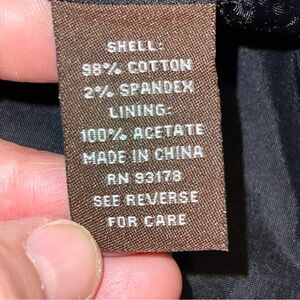 SHELL:
98% COTTON
2% SPANDEX
LINING:
100% ACETATE
MADE IN CHINA
RN 93178
SEE REVERSE
FOR CARE